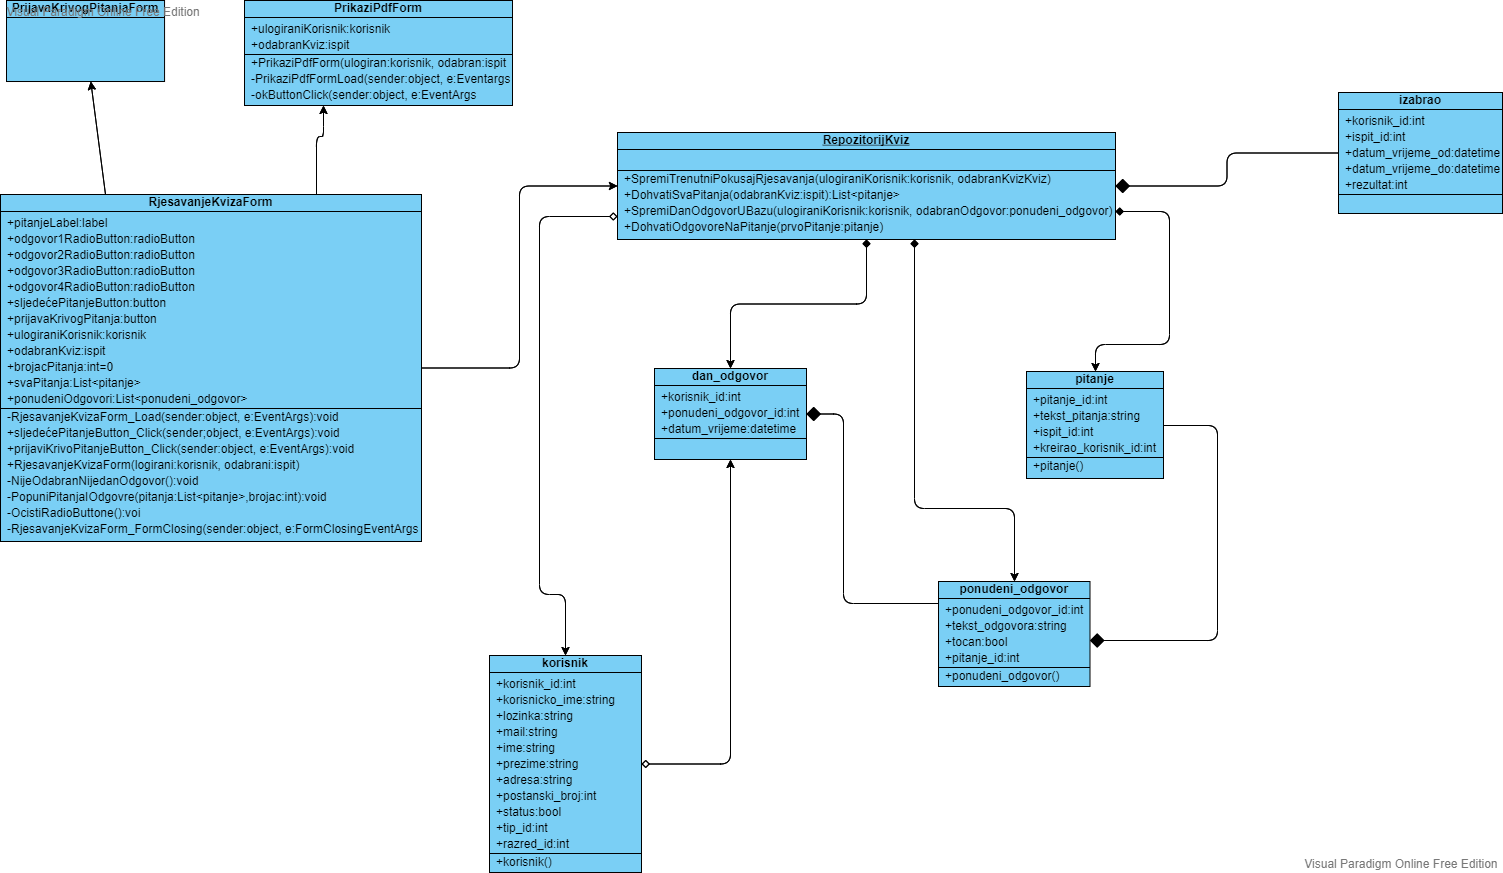 PrijavaKrivogPitanjaForm
Visual Paradigm Online Free Edition
PrikaziPdfForm
+ulogiraniKorisnik:korisnik
+odabranKviz:ispit
+PrikaziPdfForm(ulogiran:korisnik, odabran:ispit
-PrikaziPdfFormLoad(sender:object, e:Eventargs
-okButtonClick(sender:object, e:EventArgs
izabrao
+korisnik_id:int
+ispit_id:int
+datum_vrijeme_od:datetime
+datum_vrijeme_do:datetime
+rezultat:int
RepozitorijKviz
+SpremiTrenutniPokusajRjesavanja(ulogiraniKorisnik:korisnik, odabranKvizKviz)
+DohvatiSvaPitanja(odabranKviz:ispit):List<pitanje>
+SpremiDanOdgovorUBazu(ulogiraniKorisnik:korisnik, odabranOdgovor:ponudeni_odgovor)
+DohvatiOdgovoreNaPitanje(prvoPitanje:pitanje)
RjesavanjeKvizaForm
+pitanjeLabel:label
+odgovor1RadioButton:radioButton
+odgovor2RadioButton:radioButton
+odgovor3RadioButton:radioButton
+odgovor4RadioButton:radioButton
+sljedećePitanjeButton:button
+prijavaKrivogPitanja:button
+ulogiraniKorisnik:korisnik
+odabranKviz:ispit
+brojacPitanja:int=0
+svaPitanja:List<pitanje>
+ponudeniOdgovori:List<ponudeni_odgovor>
-RjesavanjeKvizaForm_Load(sender:object, e:EventArgs):void
+sljedećePitanjeButton_Click(sender;object, e:EventArgs):void
+prijaviKrivoPitanjeButton_Click(sender:object, e:EventArgs):void
+RjesavanjeKvizaForm(logirani:korisnik, odabrani:ispit)
-NijeOdabranNijedanOdgovor():void
-PopuniPitanjaIOdgovre(pitanja:List<pitanje>,brojac:int):void
-OcistiRadioButtone():voi
-RjesavanjeKvizaForm_FormClosing(sender:object, e:FormClosingEventArgs
dan_odgovor
+korisnik_id:int
+ponudeni_odgovor_id:int
+datum_vrijeme:datetime
pitanje
+pitanje_id:int
+tekst_pitanja:string
+ispit_id:int
+kreirao_korisnik_id:int
+pitanje()
ponudeni_odgovor
+ponudeni_odgovor_id:int
+tekst_odgovora:string
+tocan:bool
+pitanje_id:int
+ponudeni_odgovor()
korisnik
+korisnik_id:int
+korisnicko_ime:string
+lozinka:string
+mail:string
+ime:string
+prezime:string
+adresa:string
+postanski_broj:int
+status:bool
+tip_id:int
+razred_id:int
+korisnik()
Visual Paradigm Online Free Edition